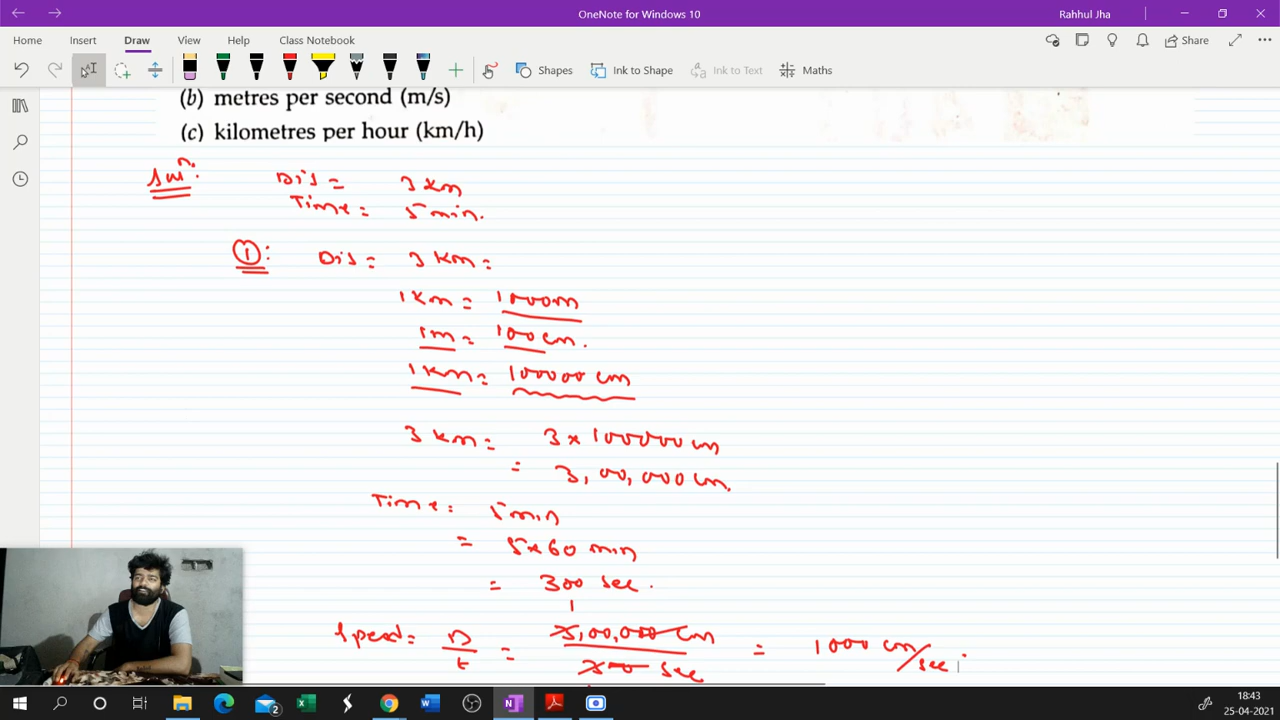 OneNote for Windows 10
Rahhul Jha
Home Insert Draw View Help Class Notebook Share
Shapes Ink to Shape Ink to Text Maths
(b) metres per second (m/s)
(c) kilometres per hour (km/h)
Dis = 3 km
Time = 5 min.
①: Dis = 3 km =
1 km = 1000m
1m = 100 cm.
1 km = 100000 cm
3 km = 3 x 100000 cm
= 3,00,000 cm.
Time = 5 min
= 5x60 min
= 300 sec.
1
Speed = D/t = 3,00,000 cm / 300 sec = 1000 cm/sec
2
18:43
25-04-2021